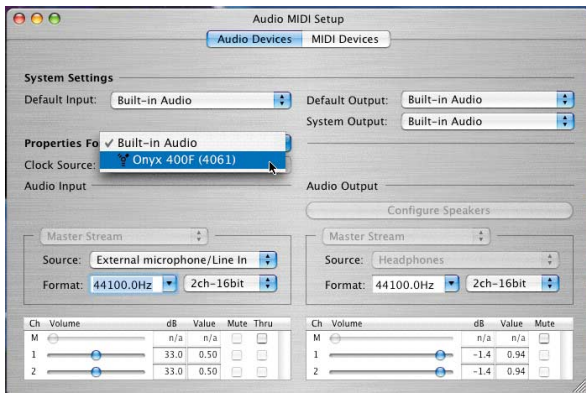 Audio MIDI Setup
Audio Devices MIDI Devices
System Settings
Default Input: Built-in Audio
Default Output: Built-in Audio
System Output: Built-in Audio
Properties Fo
✓ Built-in Audio
Onyx 400F (4061)
Clock Source:
Audio Input
Audio Output
Configure Speakers
Master Stream
Source: External microphone/Line In
Format: 44100.0Hz 2ch-16bit
Master Stream
Source: Headphones
Format: 44100.0Hz 2ch-16bit
Ch Volume dB Value Mute Thru
M n/a n/a
1 33.0 0.50
2 33.0 0.50
Ch Volume dB Value Mute
M n/a n/a
1 -1.4 0.94
2 -1.4 0.94